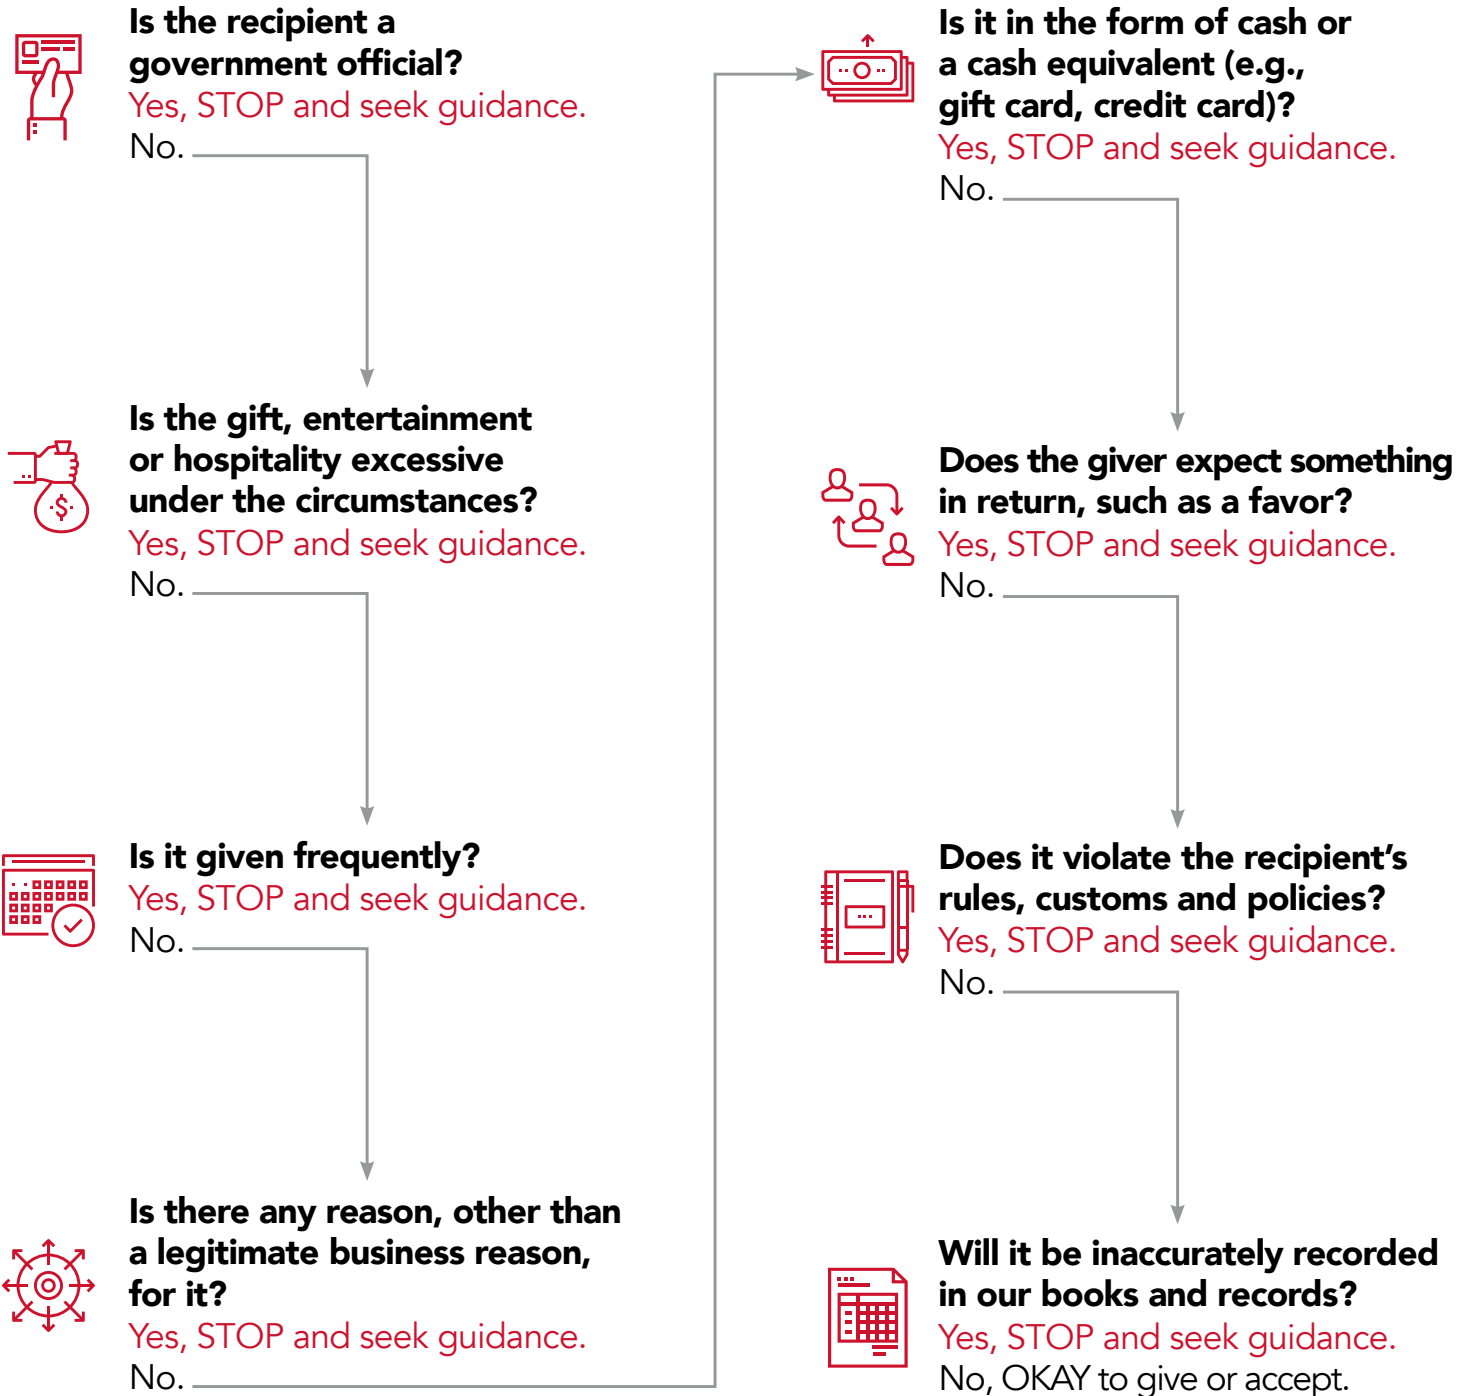 Is the recipient a
government official?
Yes, STOP and seek guidance.
No.
Is the gift, entertainment
or hospitality excessive
under the circumstances?
Yes, STOP and seek guidance.
No.
Is it given frequently?
Yes, STOP and seek guidance.
No.
Is there any reason, other than
a legitimate business reason,
for it?
Yes, STOP and seek guidance.
No.
Is it in the form of cash or
a cash equivalent (e.g.,
gift card, credit card)?
Yes, STOP and seek guidance.
No.
Does the giver expect something
in return, such as a favor?
Yes, STOP and seek guidance.
No.
Does it violate the recipient’s
rules, customs and policies?
Yes, STOP and seek guidance.
No.
Will it be inaccurately recorded
in our books and records?
Yes, STOP and seek guidance.
No, OKAY to give or accept.